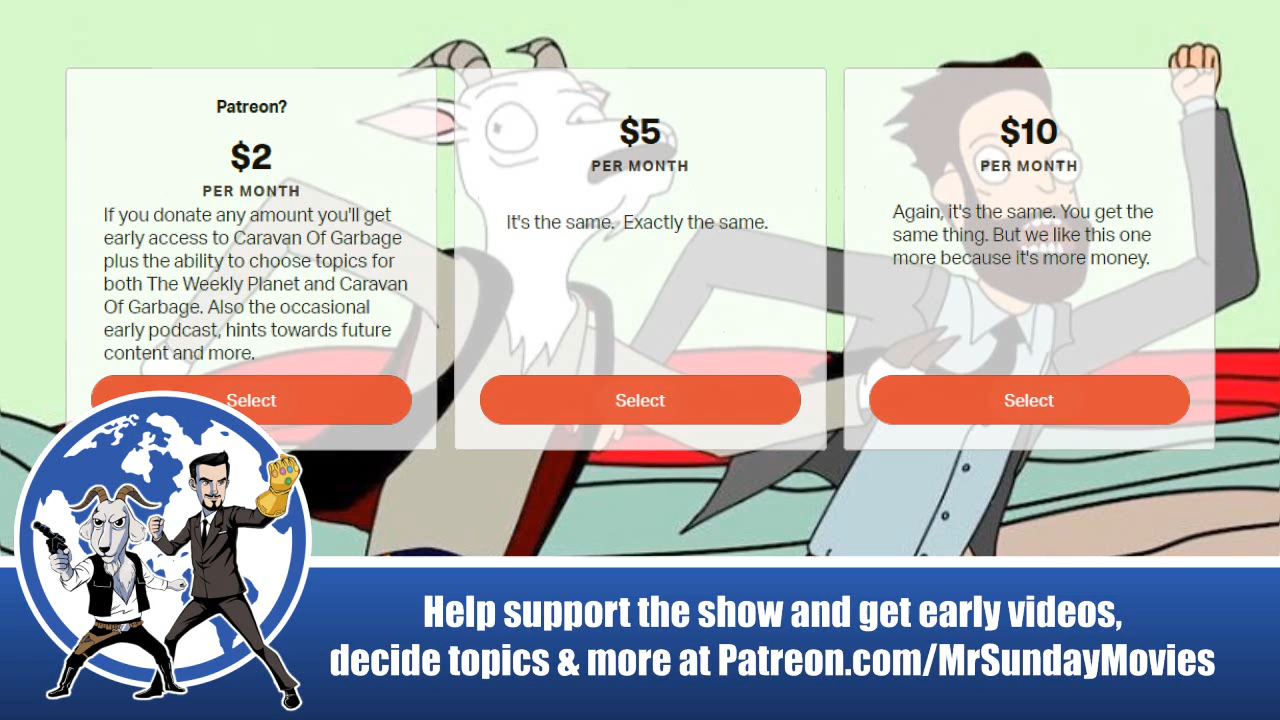 Patreon?
$2
PER MONTH
If you donate any amount you'll get
early access to Caravan Of Garbage
plus the ability to choose topics for
both The Weekly Planet and Caravan
Of Garbage. Also the occasional
early podcast, hints towards future
content and more.
Select
$5
PER MONTH
It's the same.  Exactly the same.
Select
$10
PER MONTH
Again, it's the same. You get the
same thing. But we like this one
more because it's more money.
Select
Help support the show and get early videos,
decide topics & more at Patreon.com/MrSundayMovies